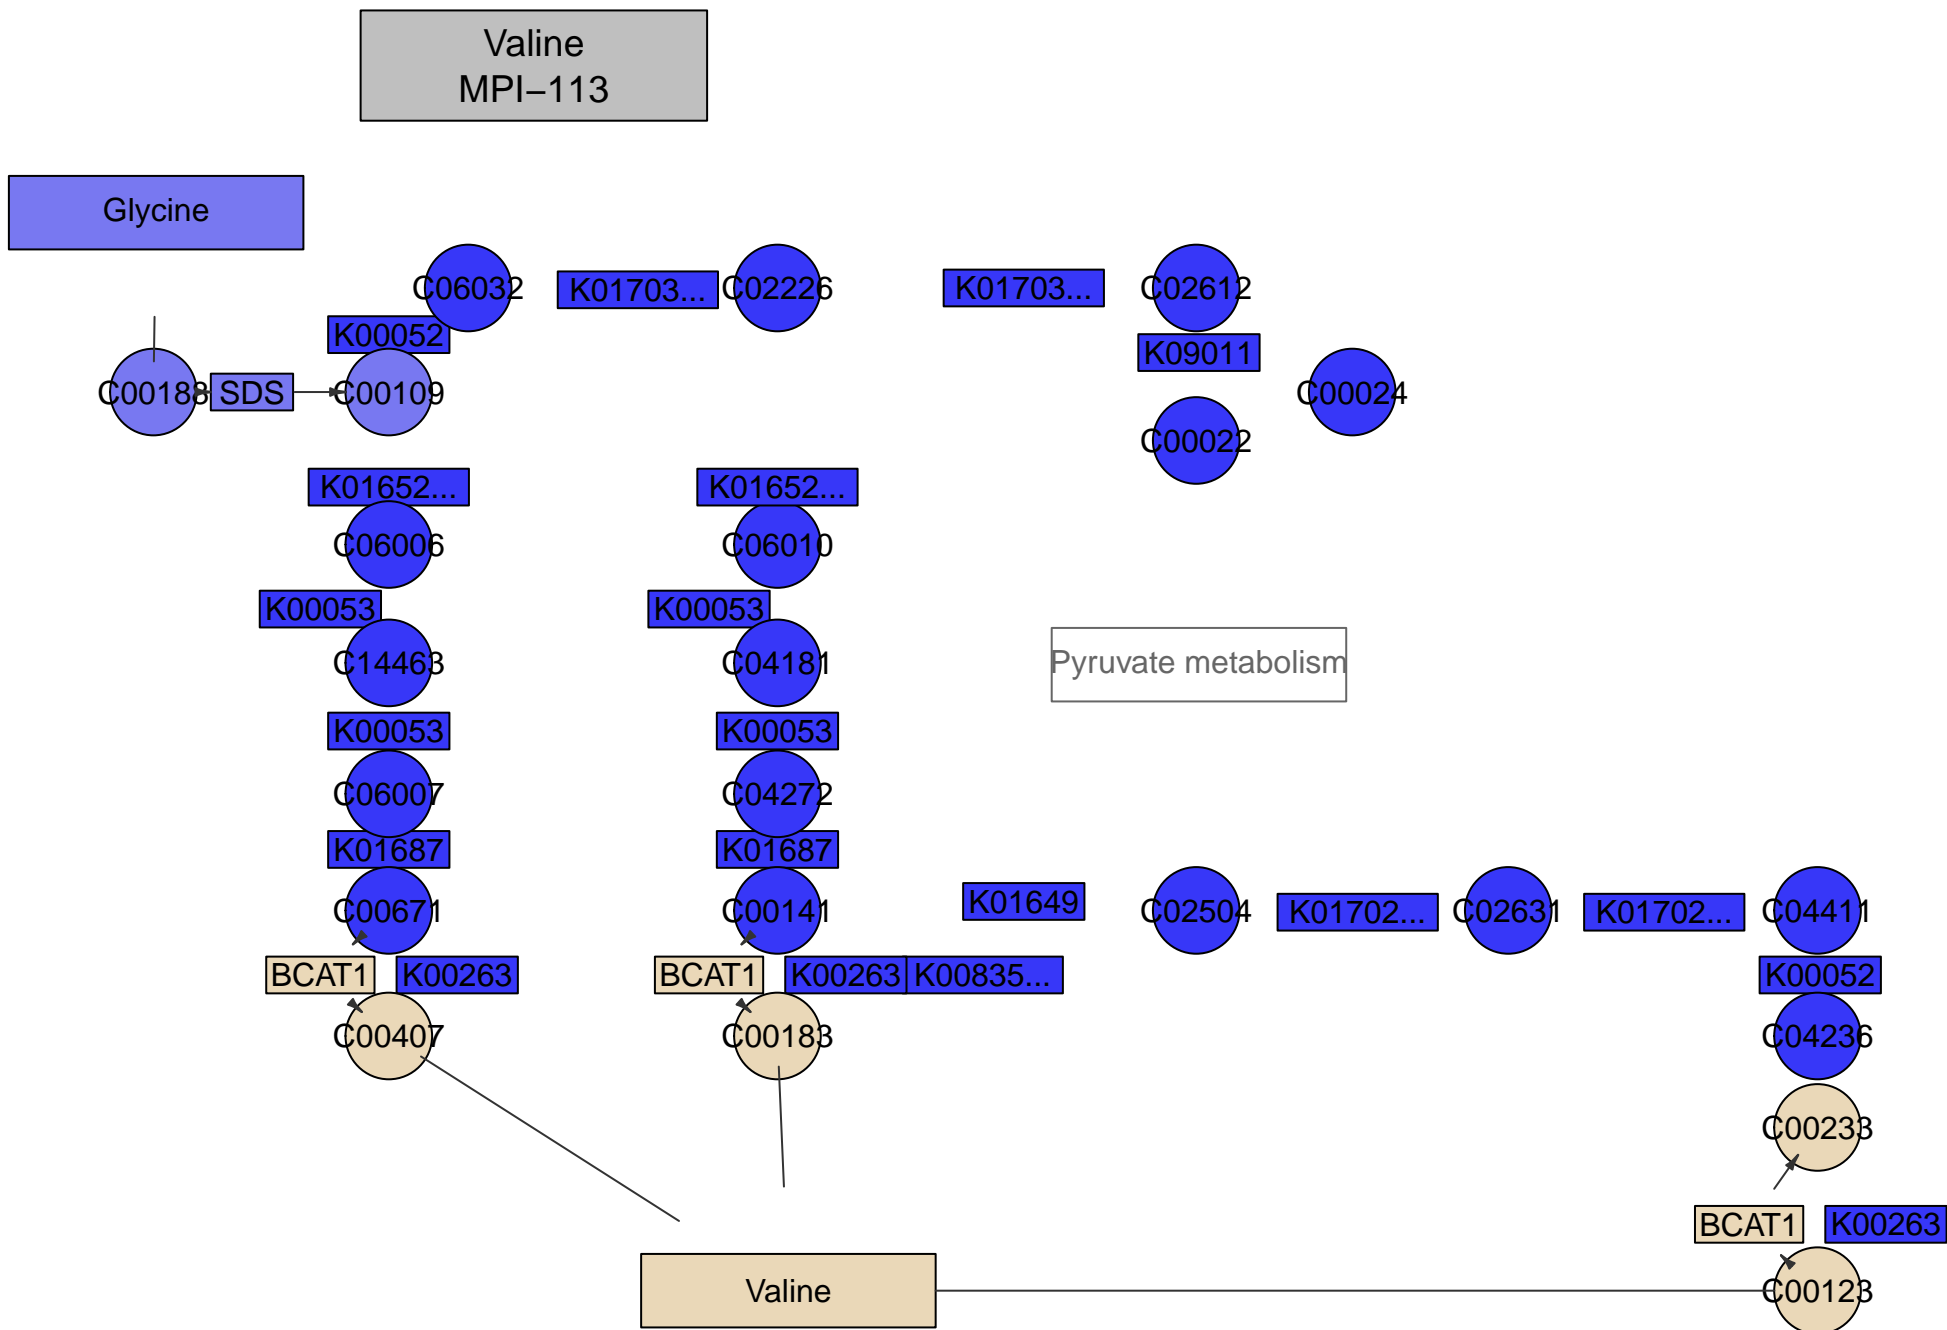 Valine
MPI–113
Glycine
C06032
K01703...
C02226
K01703...
C02612
K00052
K09011
C00188
SDS
C00109
C00024
C00022
K01652...
K01652...
C06006
C06010
K00053
K00053
C14463
C04181
Pyruvate metabolism
K00053
K00053
C06007
C04272
K01687
K01687
C00671
C00141
K01649
C02504
K01702...
C02631
K01702...
C04411
BCAT1
K00263
BCAT1
K00263
K00835...
K00052
C00407
C00183
C04236
C00233
BCAT1
K00263
Valine
C00123